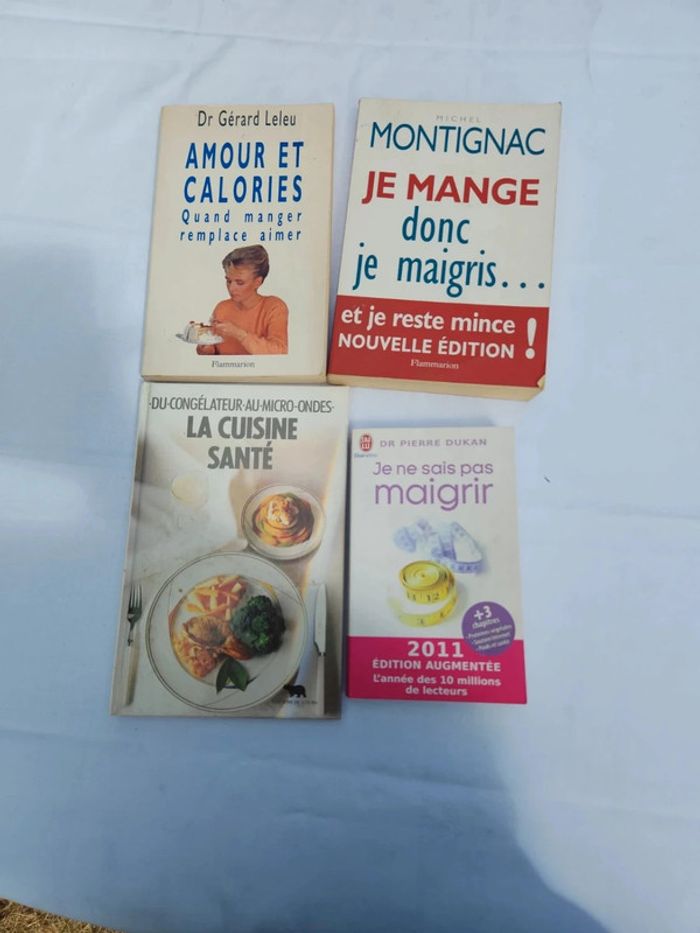 Dr Gérard Leleu
AMOUR ET
CALORIES
Quand manger
remplace aimer
Flammarion
MICHEL
MONTIGNAC
JE MANGE
donc
je maigris...
et je reste mince
NOUVELLE ÉDITION !
Flammarion
·DU·CONGÉLATEUR·AU·MICRO-ONDES·
LA CUISINE
SANTÉ
J'AI LU
DR PIERRE DUKAN
Je ne sais pas
maigrir
+3
chapitres
2011
ÉDITION AUGMENTÉE
L'année des 10 millions
de lecteurs